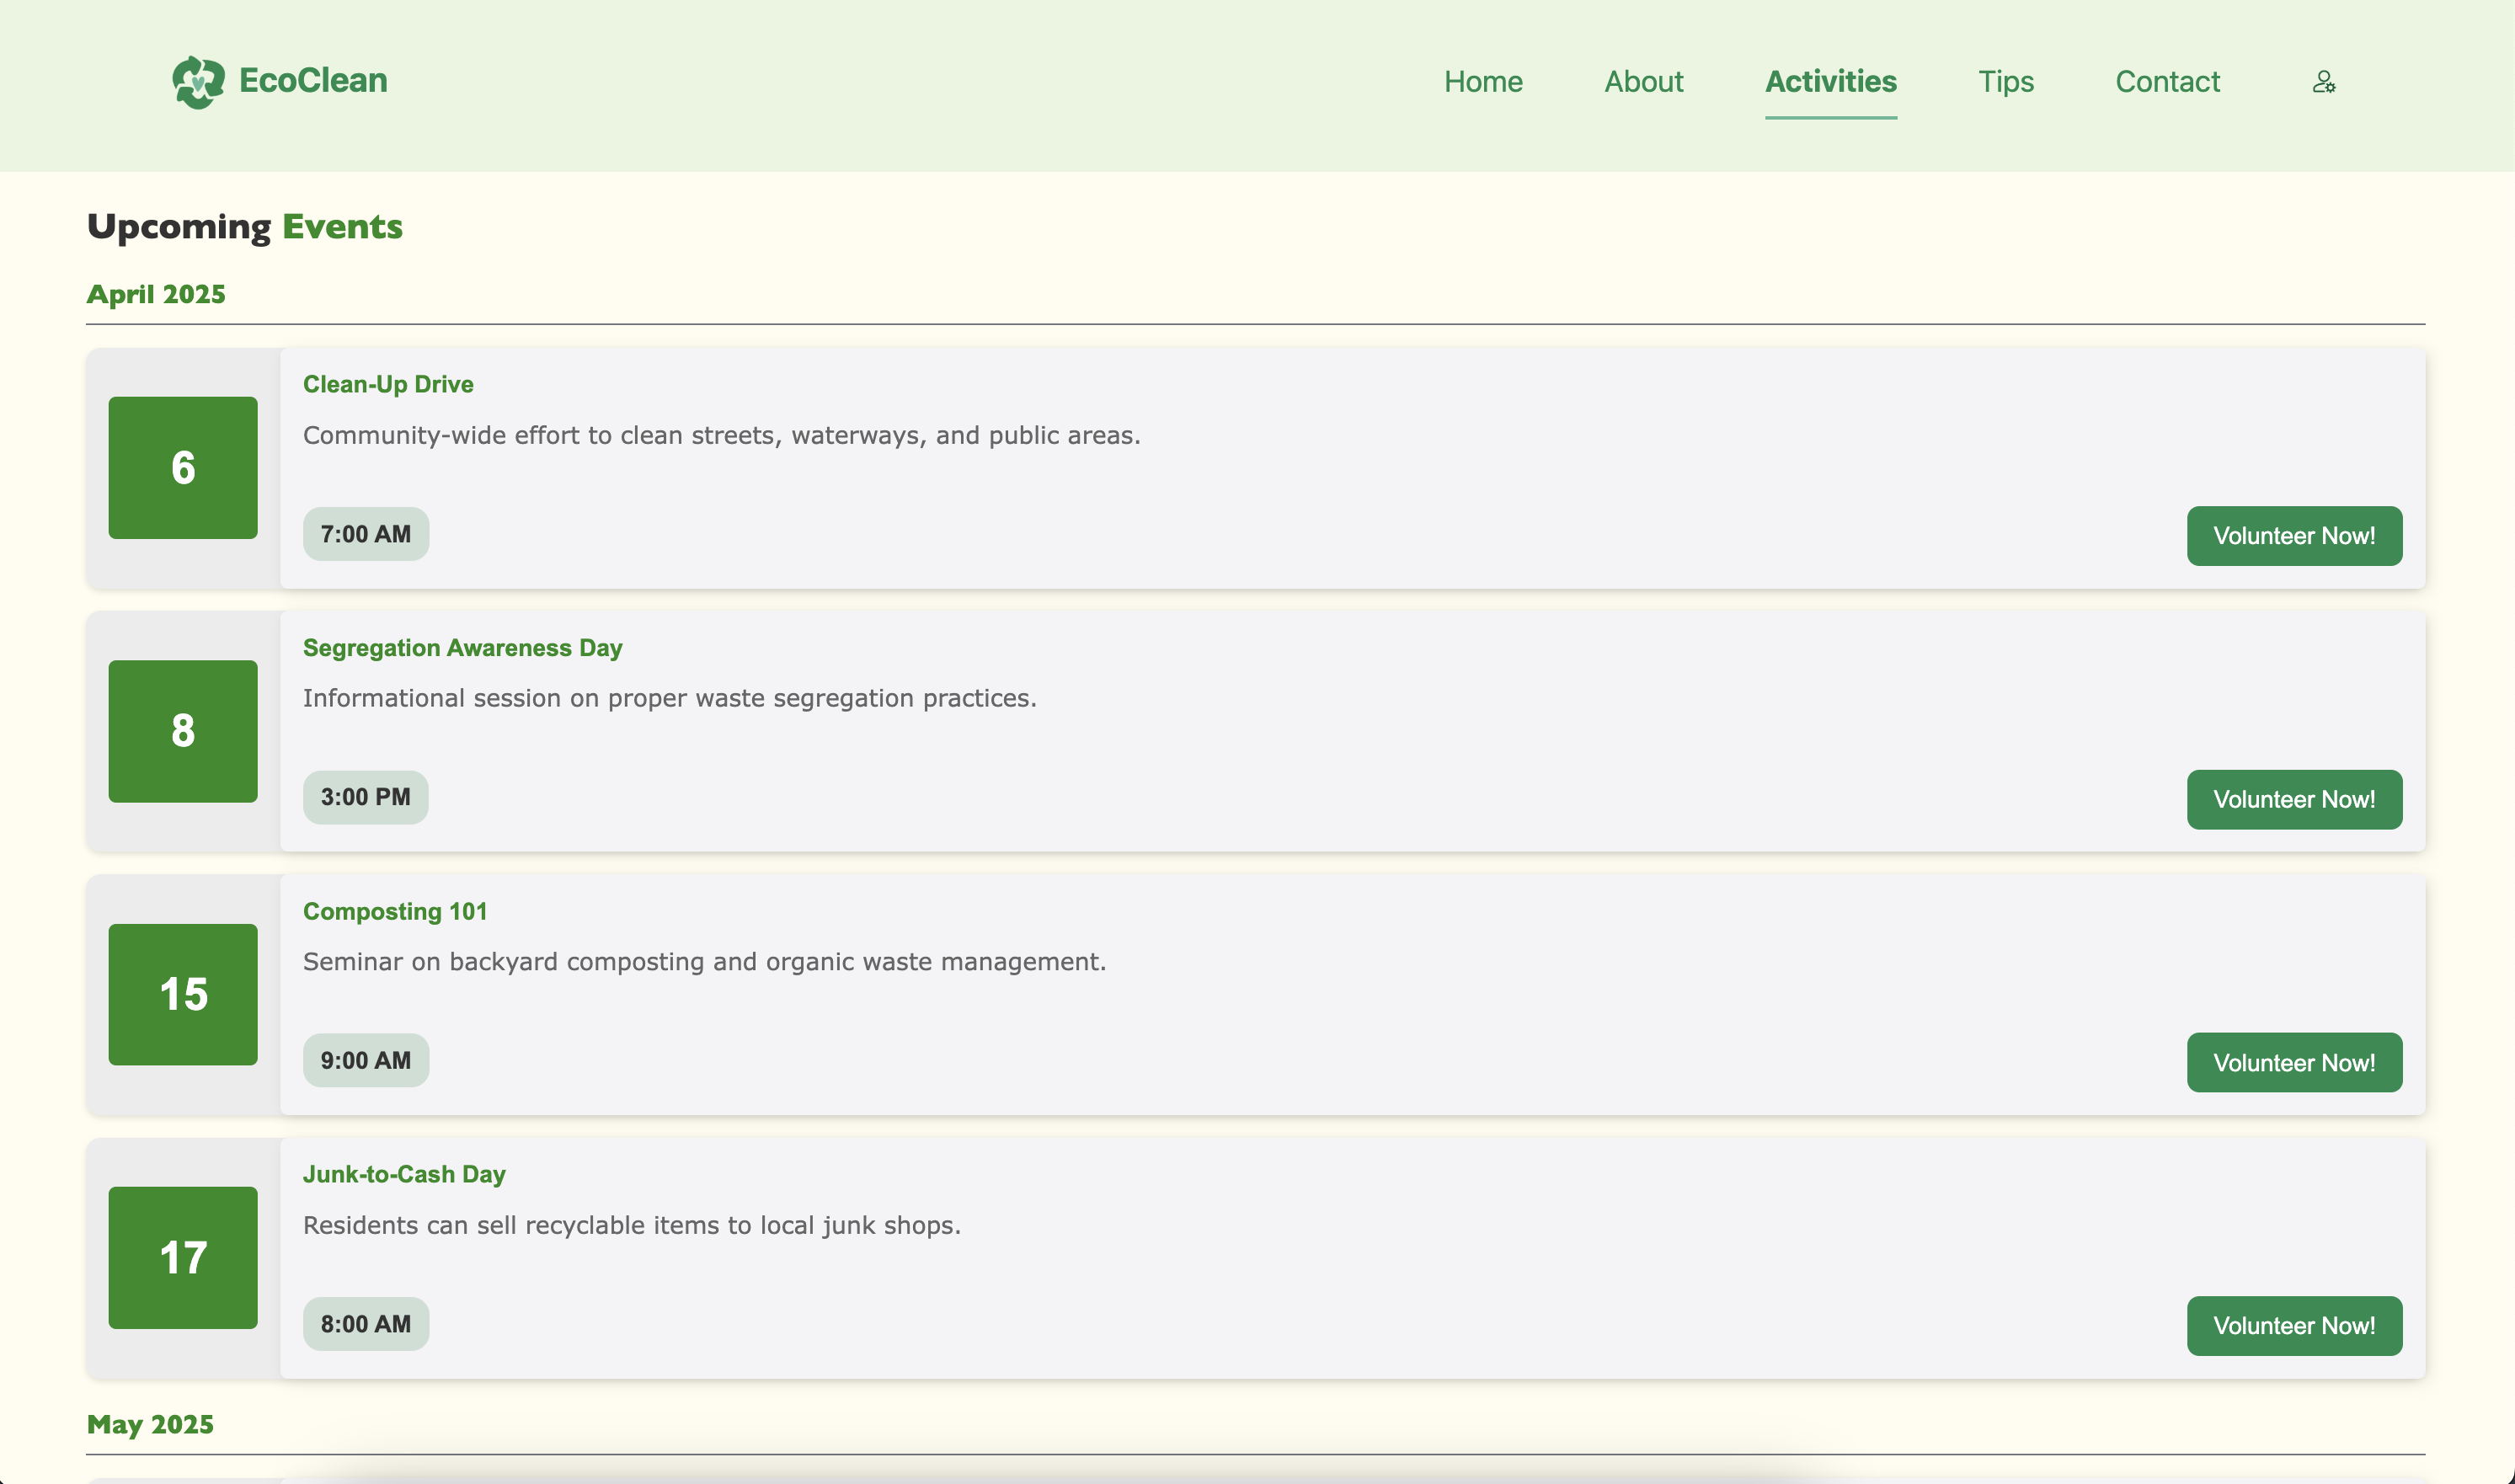 EcoClean
Home About Activities Tips Contact
Upcoming Events
April 2025
6
Clean-Up Drive
Community-wide effort to clean streets, waterways, and public areas.
7:00 AM
Volunteer Now!
8
Segregation Awareness Day
Informational session on proper waste segregation practices.
3:00 PM
Volunteer Now!
15
Composting 101
Seminar on backyard composting and organic waste management.
9:00 AM
Volunteer Now!
17
Junk-to-Cash Day
Residents can sell recyclable items to local junk shops.
8:00 AM
Volunteer Now!
May 2025